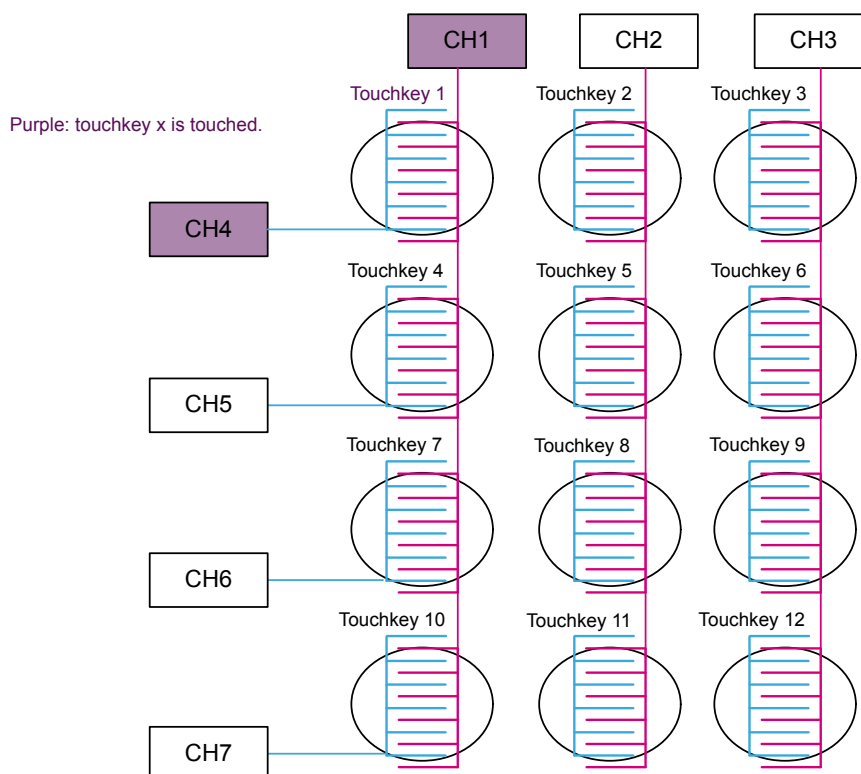 CH1 CH2 CH3
Touchkey 1 Touchkey 2 Touchkey 3
Purple: touchkey x is touched.
CH4
Touchkey 4 Touchkey 5 Touchkey 6
CH5
Touchkey 7 Touchkey 8 Touchkey 9
CH6
Touchkey 10 Touchkey 11 Touchkey 12
CH7